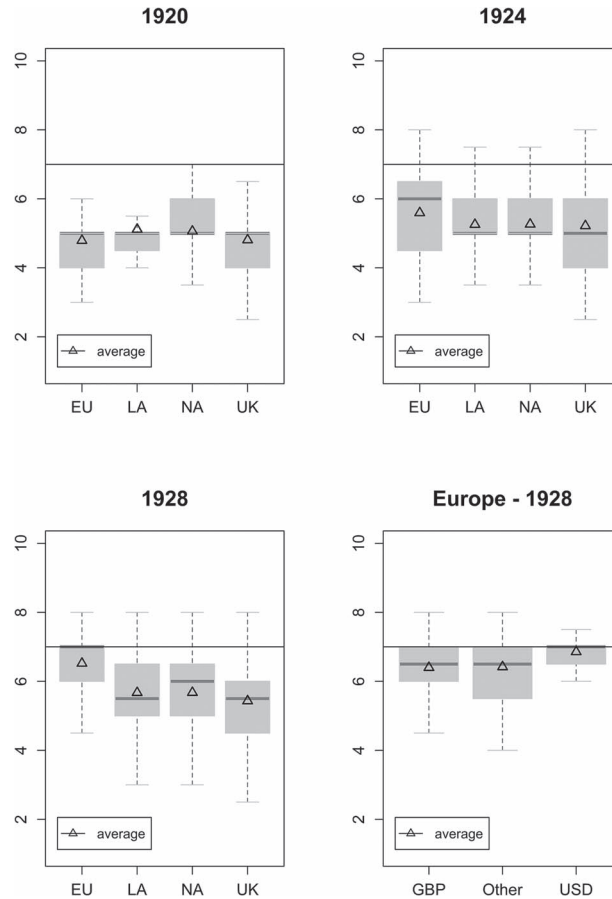 1920
10
8
6
4
2
average
EU LA NA UK
1924
10
8
6
4
2
average
EU LA NA UK
1928
10
8
6
4
2
average
EU LA NA UK
Europe - 1928
10
8
6
4
2
average
GBP Other USD